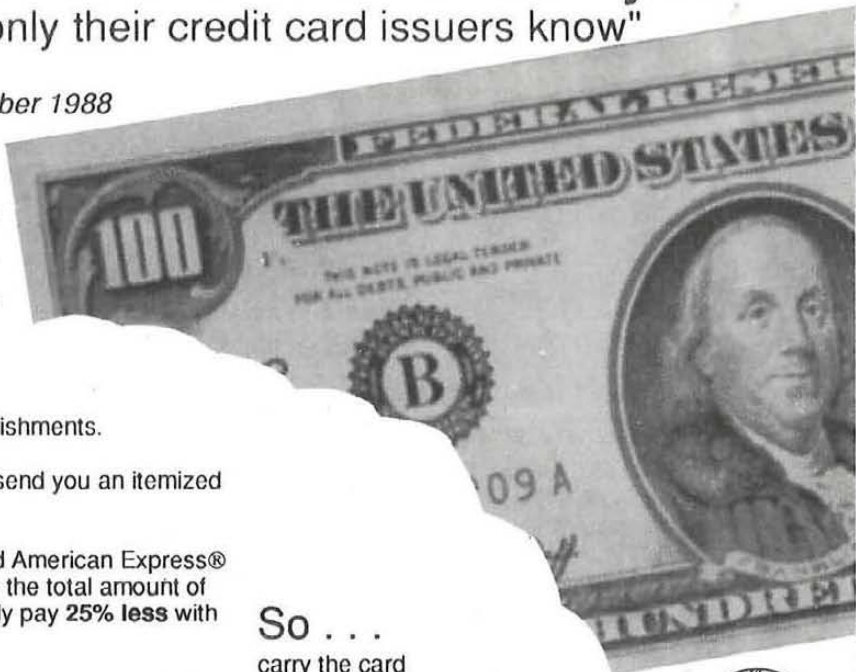 only their credit card issuers know"
ber 1988
FEDERAL RESER
THE UNITED STATES
100
THIS NOTE IS LEGAL TENDER
FOR ALL DEBTS, PUBLIC AND PRIVATE
B
09 A
ishments.
send you an itemized
d American Express®
the total amount of
ly pay 25% less with
HUNDRED
So . . .
carry the card